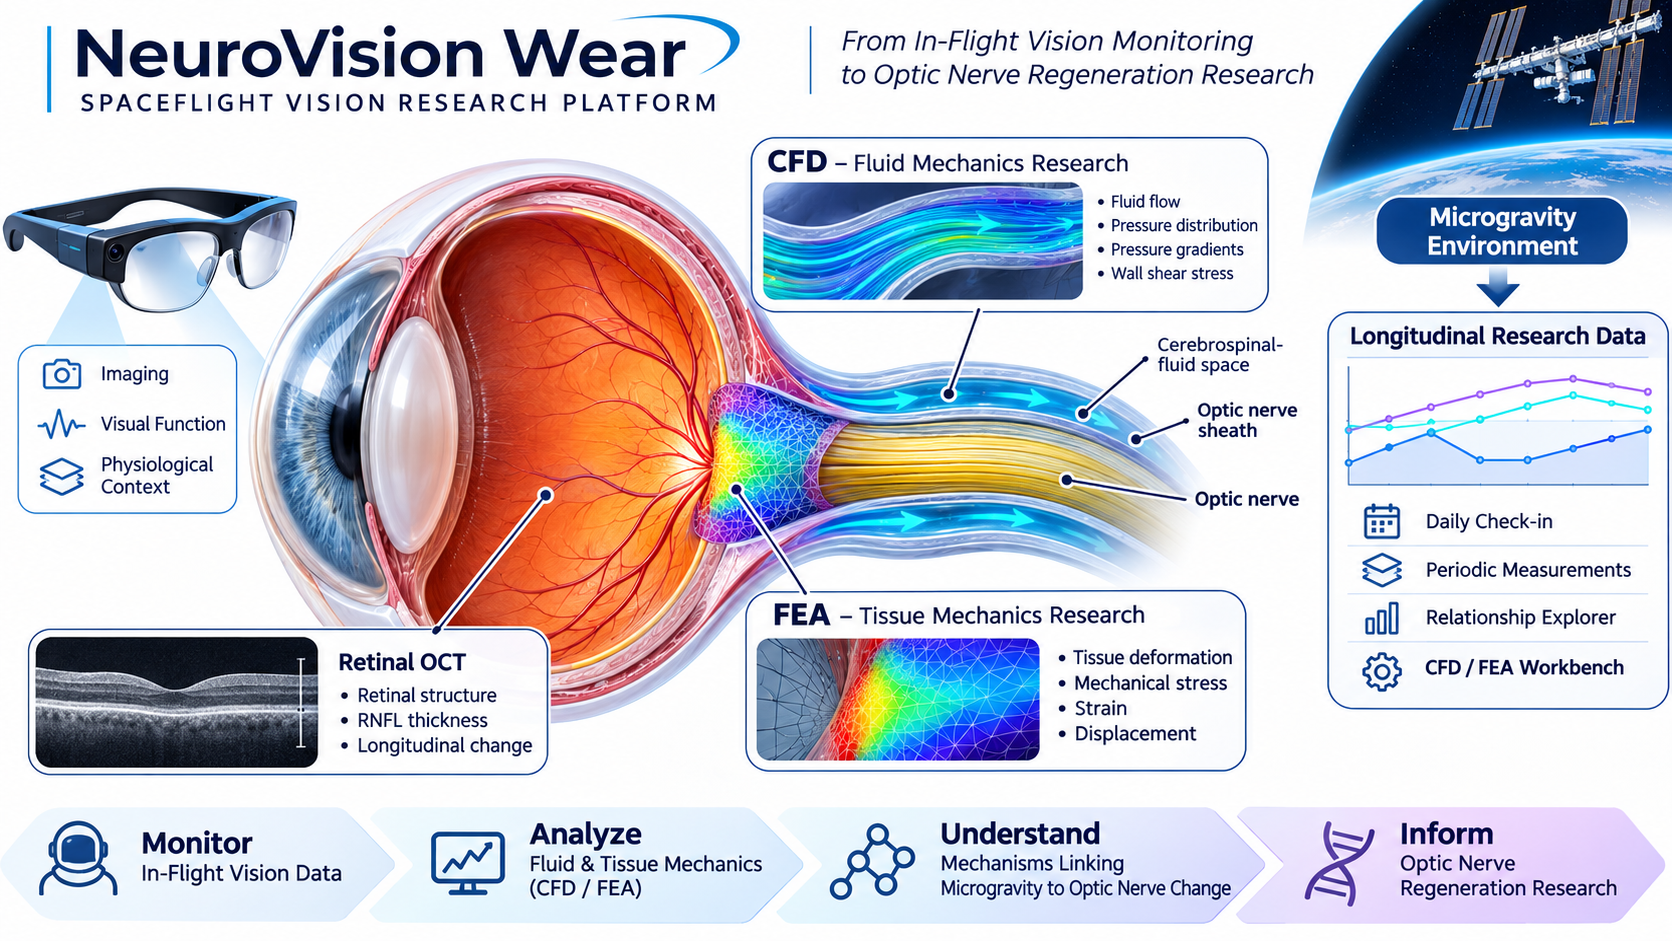 NeuroVision Wear
SPACEFLIGHT VISION RESEARCH PLATFORM
From In-Flight Vision Monitoring
to Optic Nerve Regeneration Research
Imaging
Visual Function
Physiological
Context
CFD – Fluid Mechanics Research
• Fluid flow
• Pressure distribution
• Pressure gradients
• Wall shear stress
Cerebrospinal-
fluid space
Optic nerve
sheath
Optic nerve
Microgravity
Environment
Longitudinal Research Data
Daily Check-in
Periodic Measurements
Relationship Explorer
CFD / FEA Workbench
Retinal OCT
• Retinal structure
• RNFL thickness
• Longitudinal change
FEA – Tissue Mechanics Research
• Tissue deformation
• Mechanical stress
• Strain
• Displacement
Monitor
In-Flight Vision Data
Analyze
Fluid & Tissue Mechanics
(CFD / FEA)
Understand
Mechanisms Linking
Microgravity to Optic Nerve Change
Inform
Optic Nerve
Regeneration Research